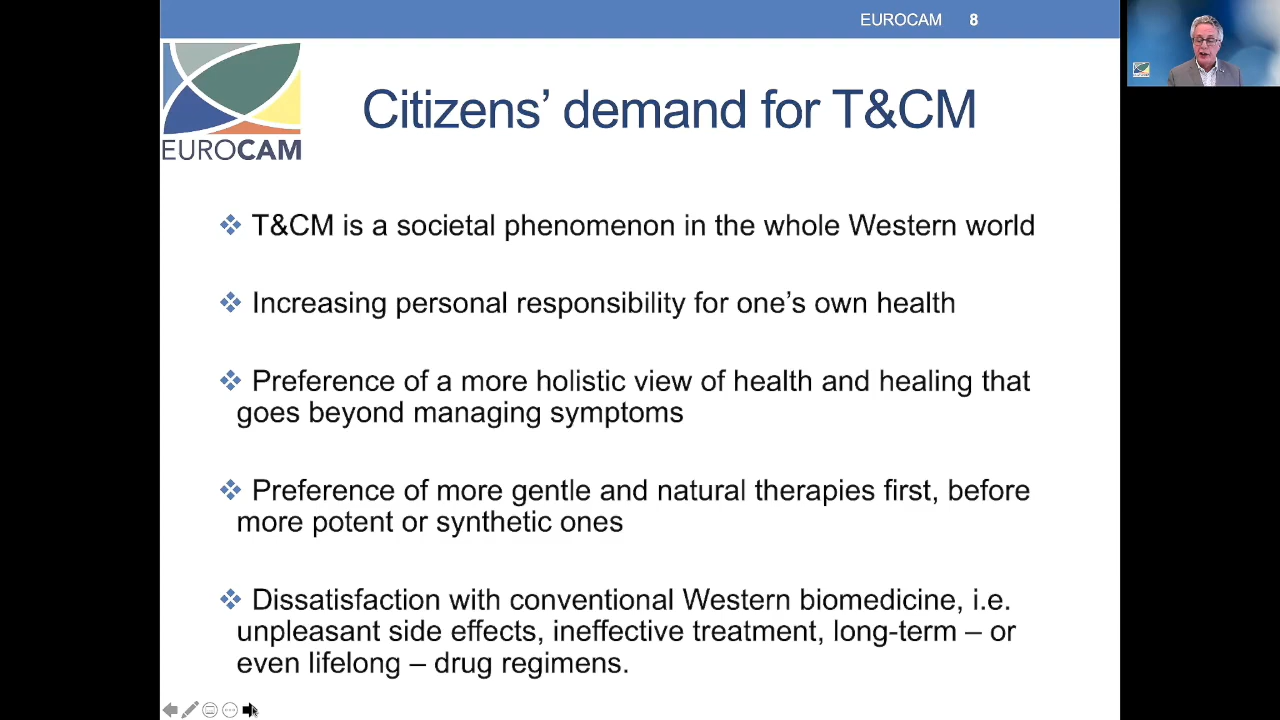 EUROCAM 8
EUROCAM
Citizens’ demand for T&CM
❖ T&CM is a societal phenomenon in the whole Western world
❖ Increasing personal responsibility for one’s own health
❖ Preference of a more holistic view of health and healing that
goes beyond managing symptoms
❖ Preference of more gentle and natural therapies first, before
more potent or synthetic ones
❖ Dissatisfaction with conventional Western biomedicine, i.e.
unpleasant side effects, ineffective treatment, long-term – or
even lifelong – drug regimens.